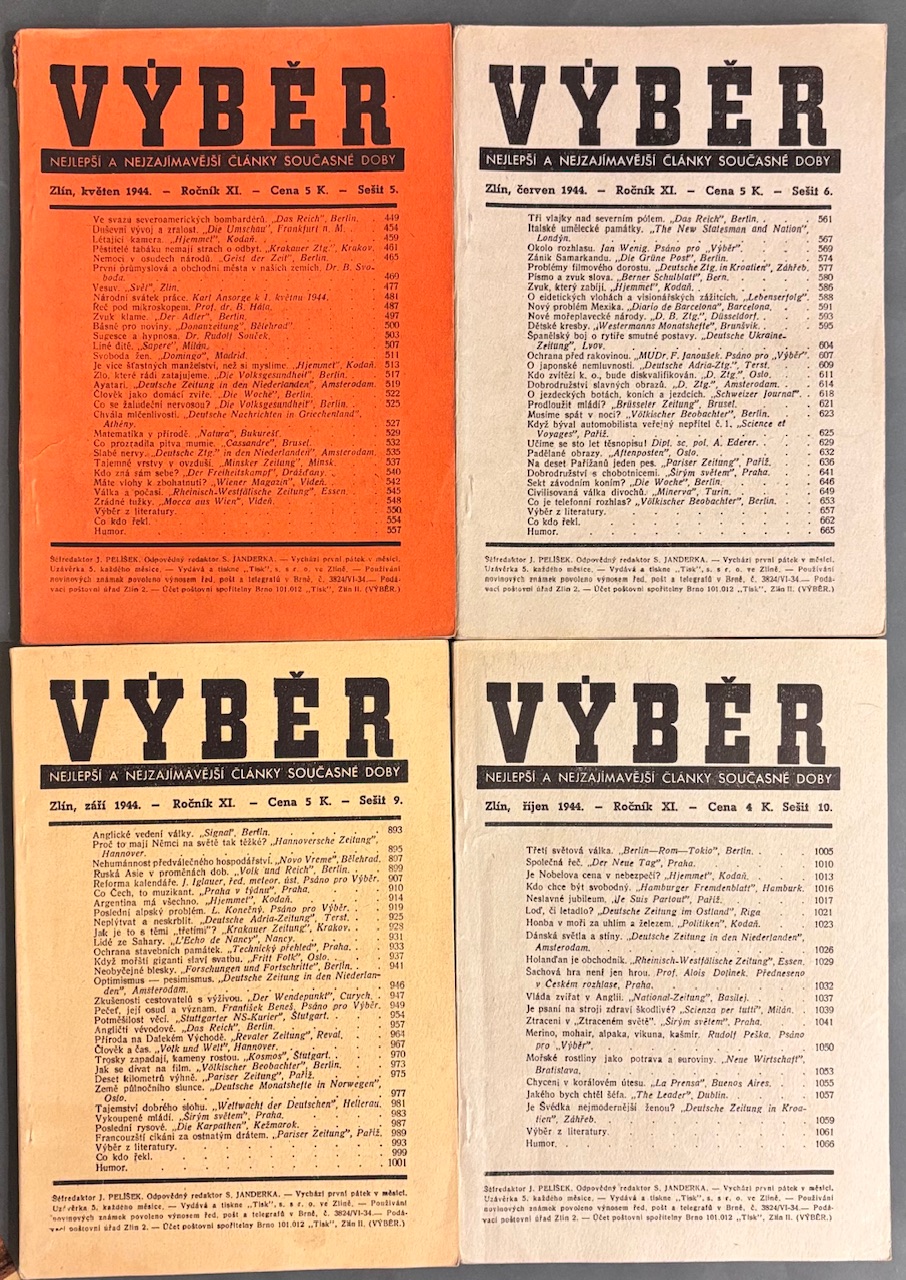 VÝBĚR
NEJLEPŠÍ A NEJZAJÍMAVĚJŠÍ ČLÁNKY SOUČASNÉ DOBY
Zlín, květen 1944. – Ročník XI. – Cena 5 K. – Sešit 5.
Ve svazu severoamerických bombardérů. „Das Reich", Berlín. 449
Duševní vývoj a zralost. „Die Umschau", Frankfurt n. M. 454
Létající kamera. „Hjemmet", Kodaň. 459
Pěstitelé tabáku nemají strach o odbyt. „Krakauer Ztg.", Krakov. 461
Nemoci v osudech národů. „Geist der Zeit", Berlín. 465
První průmyslová a obchodní města v našich zemích, Dr. B. Svoboda. 469
Vesuv. „Svět", Zlín. 477
Národní svátek práce. Karl Ansorge k 1. květnu 1944. 481
Řeč pod mikroskopem. Prof. dr. B. Hála. 487
Zvuk klame. „Der Adler", Berlín. 497
Básně pro noviny. „Donauzeitung", Bělehrad. 500
Sugesce a hypnosa. Dr. Rudolf Souček. 503
Líné dítě. „Sapere", Milán. 507
Svoboda žen. „Domingo", Madrid. 511
Je více šťastných manželství, než si myslíme. „Hjemmet", Kodaň. 513
Zlo, které rádi zatajujeme. „Die Volksgesundheit", Berlín. 517
Ayatari. „Deutsche Zeitung in den Niederlanden", Amsterodam. 519
Člověk jako domácí zvíře. „Die Woche", Berlín. 522
Co se žaludeční nervosou? „Die Volksgesundheit", Berlín. 525
Chvála mlčenlivosti. „Deutsche Nachrichten in Griechenland",
Athény. 527
Matematika v přírodě. „Natura", Bukurešť. 529
Co prozradila pitva mumie. „Cassandre", Brusel. 532
Slabé nervy. „Deutsche Ztg." in den Niederlanden", Amsterodam. 535
Tajemné vrstvy v ovzduší. „Minsker Zeitung", Minsk. 537
Kdo zná sám sebe? „Der Freiheitskampf", Drážďany. 540
Máte vlohy k zbohatnutí? „Wiener Magazin", Vídeň. 542
Válka a počasí. „Rheinisch-Westfälische Zeitung", Essen. 545
Zrádné tužky. „Mocca aus Wien", Vídeň. 548
Výběr z literatury. 550
Co kdo řekl. 554
Humor. 557
Šéfredaktor J. PELÍŠEK. Odpovědný redaktor S. JANDERKA. — Vychází první pátek v měsíci.
Uzávěrka 5. každého měsíce. — Vydává a tiskne „Tisk", s. s r. o. ve Zlíně. — Používání
novinových známek povoleno výnosem řed. pošt a telegrafů v Brně, č. 3824/VI-34.— Podá-
vací poštovní úřad Zlín 2. — Účet poštovní spořitelny Brno 101.012 „Tisk", Zlín II. (VÝBĚR.)
VÝBĚR
NEJLEPŠÍ A NEJZAJÍMAVĚJŠÍ ČLÁNKY SOUČASNÉ DOBY
Zlín, červen 1944. – Ročník XI. – Cena 5 K. – Sešit 6.
Tři vlajky nad severním pólem. „Das Reich", Berlín. 561
Italské umělecké památky. „The New Statesman and Nation",
Londýn. 567
Okolo rozhlasu. Jan Wenig. Psáno pro „Výběr". 569
Zánik Samarkandu. „Die Grüne Post", Berlín. 574
Problémy filmového dorostu. „Deutsche Ztg. in Kroatien", Záhřeb. 577
Písmo a zvuk slova. „Berner Schulblatt", Bern. 580
Zvuk, který zabíjí. „Hjemmet", Kodaň. 586
O eidetických vlohách a visionářských zážitcích. „Lebenserfolg". 588
Nový problém Mexika. „Diario de Barcelona", Barcelona. 591
Nové mořeplavecké národy. „D. B. Ztg.", Düsseldorf. 593
Dětské kresby. „Westermanns Monatshefte", Brunšvik. 595
Španělský boj o rytíře smutné postavy. „Deutsche Ukraine-
Zeitung", Lvov. 604
Ochrana před rakovinou. „MUDr. F. Janoušek. Psáno pro „Výběr". 607
O japonské nemluvnosti. „Deutsche Adria-Ztg.", Terst. 609
Kdo zvítězí k. o., bude diskvalifikován. „D. Ztg.", Oslo. 611
Dobrodružství slavných obrazů. „D. Ztg.", Amsterodam. 614
O jezdeckých botách, koních a jezdcích. „Schweizer Journal". 618
Prodloužit mládí? „Brüsseler Zeitung", Brusel. 621
Musíme spát v noci? „Völkischer Beobachter", Berlín. 623
Když býval automobilista veřejný nepřítel č. 1. „Science et
Voyages", Paříž. 625
Učíme se sto let těsnopisu! Dipl. sc. pol. A. Ederer. 629
Padělané obrazy. „Aftenposten", Oslo. 632
Na deset Pařížanů jeden pes. „Pariser Zeitung", Paříž. 636
Dobrodružství s chobotnicemi. „Širým světem", Praha. 641
Sekt závodním koním? „Die Woche", Berlín. 646
Civilisovaná válka divochů. „Minerva", Turin. 649
Co je telefonní rozhlas? „Völkischer Beobachter", Berlín. 653
Výběr z literatury. 657
Co kdo řekl. 662
Humor. 665
Šéfredaktor J. PELÍŠEK. Odpovědný redaktor S. JANDERKA. — Vychází první pátek v měsíci.
Uzávěrka 5. každého měsíce. — Vydává a tiskne „Tisk", s. s r. o. ve Zlíně. — Používání
novinových známek povoleno výnosem řed. pošt a telegrafů v Brně, č. 3824/VI-34.— Podá-
vací poštovní úřad Zlín 2. — Účet poštovní spořitelny Brno 101.012 „Tisk", Zlín II. (VÝBĚR.)
VÝBĚR
NEJLEPŠÍ A NEJZAJÍMAVĚJŠÍ ČLÁNKY SOUČASNÉ DOBY
Zlín, září 1944. – Ročník XI. – Cena 5 K. – Sešit 9.
Anglické vedení války. „Signal", Berlín. 893
Proč to mají Němci na světě tak těžké? „Hannoversche Zeitung",
Hannover. 895
Nehumánnost předválečného hospodářství. „Novo Vreme", Bělehrad. 897
Ruská Asie v proměnách dob. „Volk und Reich", Berlín. 899
Reforma kalendáře. J. Iglauer, řed. meteor. úst. Psáno pro Výběr. 907
Co Čech, to muzikant. „Praha v týdnu", Praha. 910
Argentina má všechno. „Hjemmet", Kodaň. 914
Poslední alpský problém. L. Konečný. Psáno pro Výběr. 919
Neplýtvat a neskrblit. „Deutsche Adria-Zeitung", Terst. 925
Jak je to s těmi „třetími"? „Krakauer Zeitung", Krakov. 928
Lidé ze Sahary. „L'Echo de Nancy", Nancy. 931
Ochrana stavebních památek. „Technický přehled", Praha. 933
Když mořští giganti slaví svatbu. „Fritt Folk", Oslo. 937
Neobyčejné blesky. „Forschungen und Fortschritte", Berlín. 941
Optimismus — pesimismus. „Deutsche Zeitung in den Niederlan-
den", Amsterodam. 946
Zkušenosti cestovatelů s výživou. „Der Wendepunkt", Curych. 947
Pečeť, její osud a význam. František Beneš, Psáno pro Výběr. 949
Potměšilost věcí. „Stuttgarter NS-Kurier", Štutgart. 954
Angličtí vévodové. „Das Reich", Berlín. 957
Příroda na Dalekém Východě. „Revaler Zeitung", Reval. 964
Člověk a čas. „Volk und Welt", Hannover. 967
Trosky zapadají, kameny rostou. „Kosmos", Štutgart. 970
Jak se dívat na film. „Völkischer Beobachter", Berlín. 973
Deset kilometrů výhně. „Pariser Zeitung", Paříž. 975
Země půlnočního slunce. „Deutsche Monatshefte in Norwegen",
Oslo. 977
Tajemství dobrého slohu. „Weltwacht der Deutschen", Hellerau. 981
Vykoupené mládí. „Širým světem", Praha. 983
Poslední rysové. „Die Karpathen", Kežmarok. 987
Francouzští cikáni za ostnatým drátem. „Pariser Zeitung", Paříž. 989
Výběr z literatury. 993
Co kdo řekl. 999
Humor. 1001
Šéfredaktor J. PELÍŠEK. Odpovědný redaktor S. JANDERKA. — Vychází první pátek v měsíci.
Uzávěrka 5. každého měsíce. — Vydává a tiskne „Tisk", s. s r. o. ve Zlíně. — Používání
novinových známek povoleno výnosem řed. pošt a telegrafů v Brně, č. 3824/VI-34.— Podá-
vací poštovní úřad Zlín 2. — Účet poštovní spořitelny Brno 101.012 „Tisk", Zlín II. (VÝBĚR.)
VÝBĚR
NEJLEPŠÍ A NEJZAJÍMAVĚJŠÍ ČLÁNKY SOUČASNÉ DOBY
Zlín, říjen 1944. – Ročník XI. – Cena 4 K. Sešit 10.
Třetí světová válka. „Berlin—Rom—Tokio", Berlín. 1005
Společná řeč. „Der Neue Tag", Praha. 1010
Je Nobelova cena v nebezpečí? „Hjemmet", Kodaň. 1013
Kdo chce být svobodný. „Hamburger Fremdenblatt", Hamburk. 1016
Neslavné jubileum, „Je Suis Partout", Paříž. 1017
Loď, či letadlo? „Deutsche Zeitung im Ostland", Riga 1021
Honba v moři za uhlím a železem. „Politiken", Kodaň. 1023
Dánská světla a stíny. „Deutsche Zeitung in den Niederlanden",
Amsterodam. 1026
Holanďan je obchodník. „Rheinisch-Westfälische Zeitung", Essen. 1029
Šachová hra není jen hrou. Prof. Alois Dojínek. Předneseno
v Českém rozhlase, Praha. 1032
Vláda zvířat v Anglii. „National-Zeitung", Basilej. 1037
Je psaní na stroji zdraví škodlivé? „Scienza per tutti", Milán. 1039
Ztraceni v „Ztraceném světě". „Širým světem", Praha. 1041
Merino, mohair, alpaka, vikuna, kašmír. Rudolf Peška, Psáno
pro „Výběr". 1050
Mořské rostliny jako potrava a suroviny. „Neue Wirtschaft",
Bratislava. 1053
Chyceni v korálovém útesu. „La Prensa", Buenos Aires. 1055
Jakého bych chtěl šéfa. „The Leader", Dublin. 1057
Je Švédka nejmodernější ženou? „Deutsche Zeitung in Kroa-
tien", Záhřeb. 1059
Výběr z literatury. 1061
Humor. 1066
Šéfredaktor J. PELÍŠEK. Odpovědný redaktor S. JANDERKA. — Vychází první pátek v měsíci.
Uzávěrka 5. každého měsíce. — Vydává a tiskne „Tisk", s. s r. o. ve Zlíně. — Používání
novinových známek povoleno výnosem řed. pošt a telegrafů v Brně, č. 3824/VI-34.— Podá-
vací poštovní úřad Zlín 2. — Účet poštovní spořitelny Brno 101.012 „Tisk", Zlín II. (VÝBĚR.)